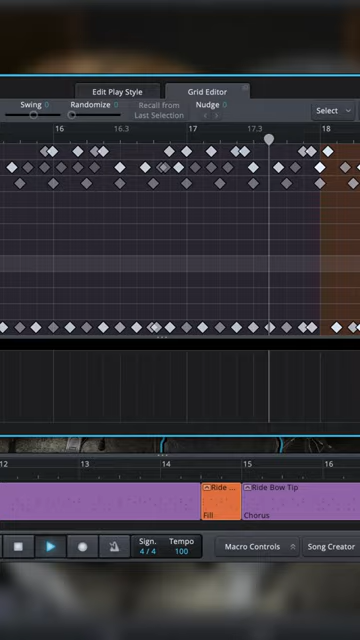 Edit Play Style
Grid Editor
Swing 0
Randomize 0
Recall from
Last Selection
Nudge 0
Select
16
16.3
17
17.3
18
12
13
14
15
16
Ride ...
Ride Bow Tip
Fill
Chorus
Sign.
4 / 4
Tempo
100
Macro Controls
Song Creator